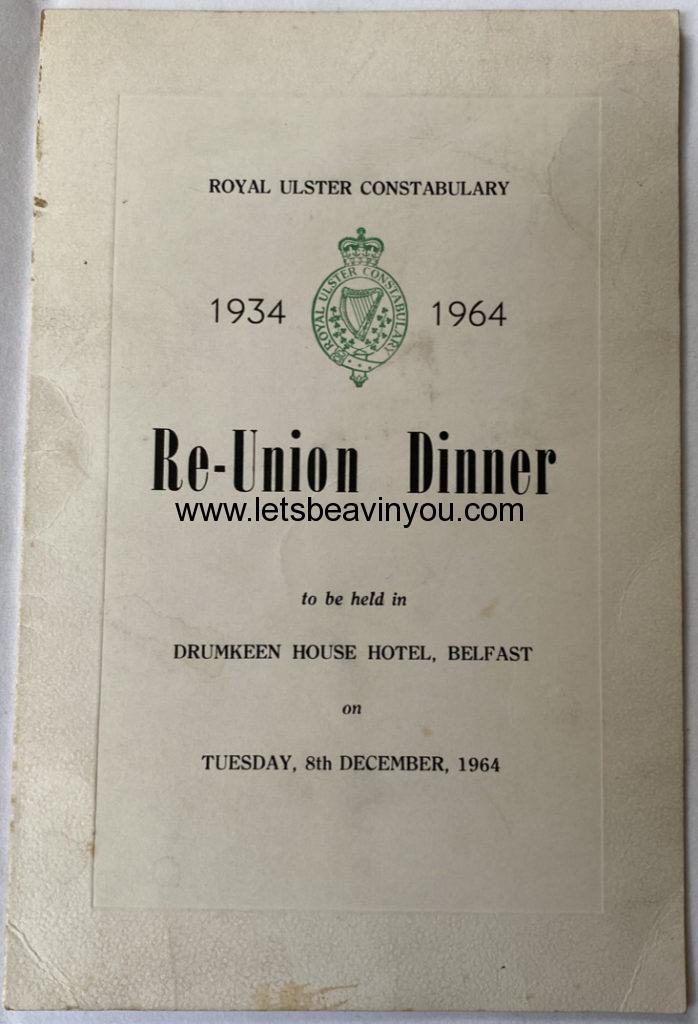 ROYAL ULSTER CONSTABULARY
ROYAL ULSTER CONSTABULARY
1934 1964
Re-Union Dinner
www.letsbeavinyou.com
to be held in
DRUMKEEN HOUSE HOTEL, BELFAST
on
TUESDAY, 8th DECEMBER, 1964